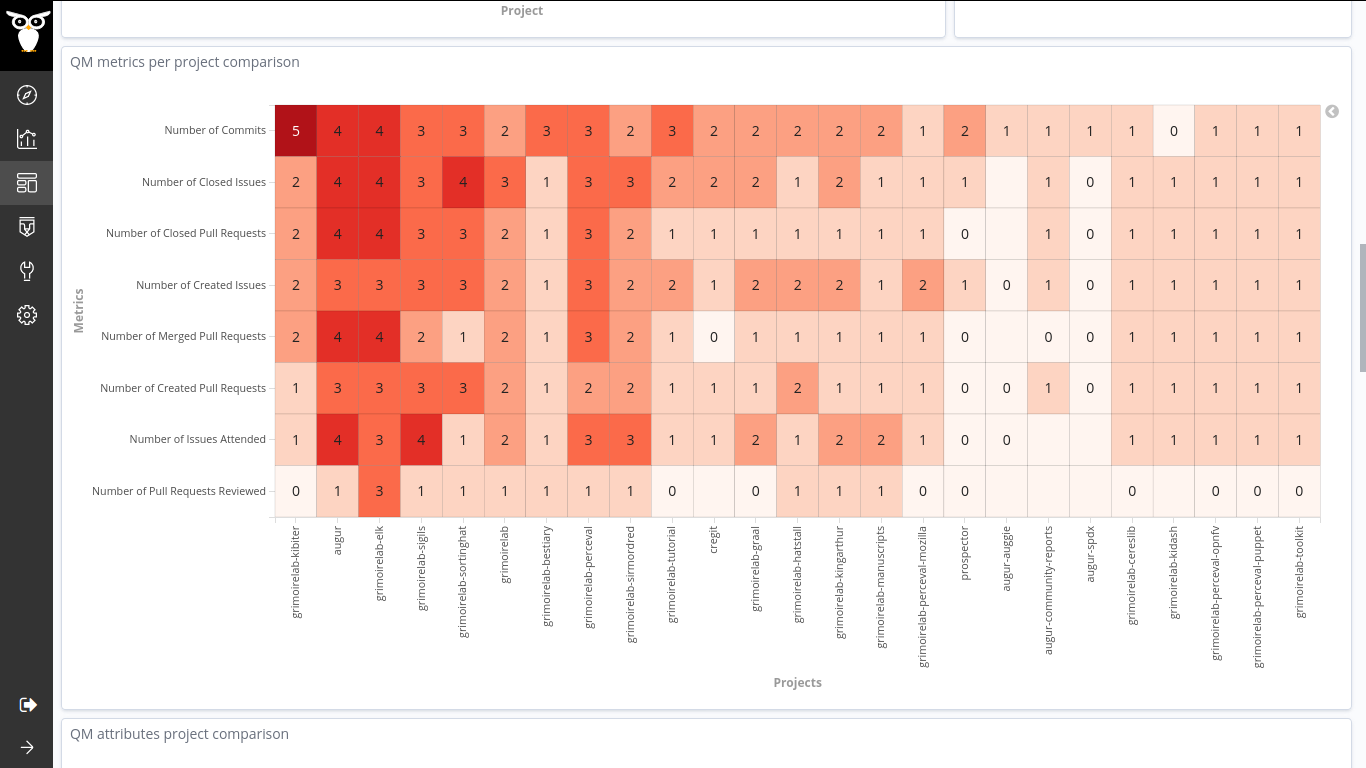 Project
QM metrics per project comparison
Number of Commits 5 4 4 3 3 2 3 3 2 3 2 2 2 2 2 1 2 1 1 1 1 0 1 1 1
Number of Closed Issues 2 4 4 3 4 3 1 3 3 2 2 2 1 2 1 1 1 1 0 1 1 1 1 1
Number of Closed Pull Requests 2 4 4 3 3 2 1 3 2 1 1 1 1 1 1 1 0 1 0 1 1 1 1 1
Number of Created Issues 2 3 3 3 3 2 1 3 2 2 1 2 2 2 1 2 1 0 1 0 1 1 1 1 1
Metrics
Number of Merged Pull Requests 2 4 4 2 1 2 1 3 2 1 0 1 1 1 1 1 0 0 0 1 1 1 1 1
Number of Created Pull Requests 1 3 3 3 3 2 1 2 2 1 1 1 2 1 1 1 0 0 1 0 1 1 1 1 1
Number of Issues Attended 1 4 3 4 1 2 1 3 3 1 1 2 1 2 2 1 0 0 1 1 1 1 1
Number of Pull Requests Reviewed 0 1 3 1 1 1 1 1 1 0 0 1 1 1 0 0 0 0 0 0
grimoirelab-kibiter
augur
grimoirelab-elk
grimoirelab-sigils
grimoirelab-sortinghat
grimoirelab
grimoirelab-bestiary
grimoirelab-perceval
grimoirelab-sirmordred
grimoirelab-tutorial
cregit
grimoirelab-graal
grimoirelab-hatstall
grimoirelab-kingarthur
grimoirelab-manuscripts
grimoirelab-perceval-mozilla
prospector
augur-auggie
augur-community-reports
augur-spdx
grimoirelab-cereslib
grimoirelab-kidash
grimoirelab-perceval-opnfv
grimoirelab-perceval-puppet
grimoirelab-toolkit
Projects
QM attributes project comparison